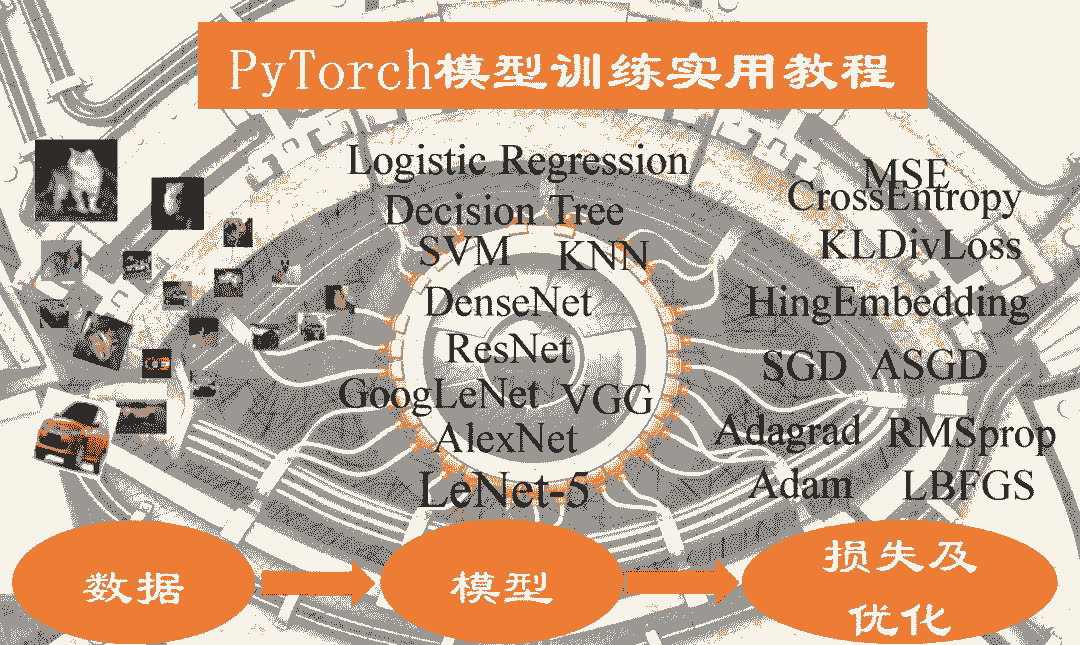 PyTorch模型训练实用教程
Logistic Regression
Decision Tree
SVM KNN
DenseNet
ResNet
GoogLeNet VGG
AlexNet
LeNet-5
MSE
CrossEntropy
KLDivLoss
HingEmbedding
SGD ASGD
Adagrad RMSprop
Adam LBFGS
数据
模型
损失及
优化